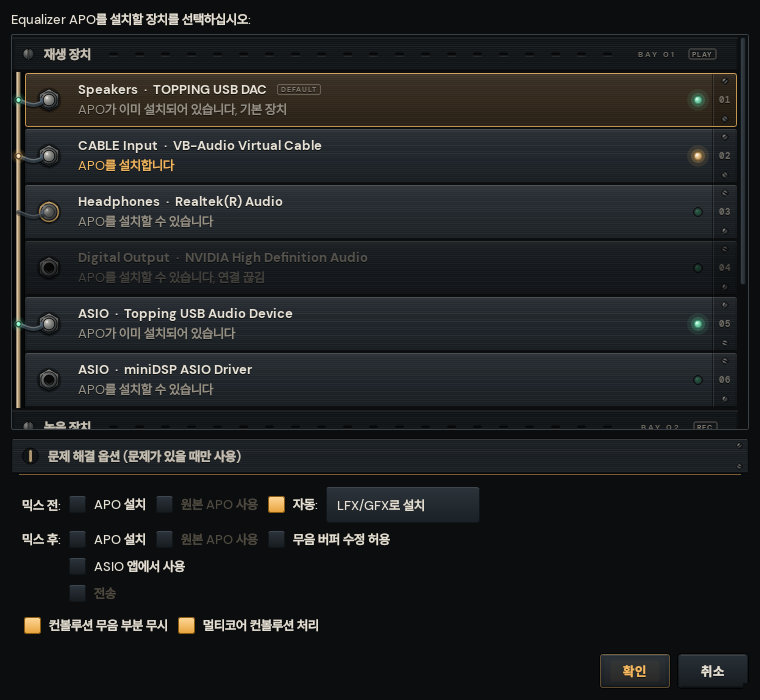 Equalizer APO를 설치할 장치를 선택하십시오:
재생 장치 BAY 01 PLAY
Speakers · TOPPING USB DAC DEFAULT
APO가 이미 설치되어 있습니다, 기본 장치
01
CABLE Input · VB-Audio Virtual Cable
APO를 설치합니다
02
Headphones · Realtek(R) Audio
APO를 설치할 수 있습니다
03
Digital Output · NVIDIA High Definition Audio
APO를 설치할 수 있습니다, 연결 끊김
04
ASIO · Topping USB Audio Device
APO가 이미 설치되어 있습니다
05
ASIO · miniDSP ASIO Driver
APO를 설치할 수 있습니다
06
녹음 장치 BAY 02 REC
문제 해결 옵션 (문제가 있을 때만 사용)
믹스 전: APO 설치 원본 APO 사용 자동: LFX/GFX로 설치
믹스 후: APO 설치 원본 APO 사용 무음 버퍼 수정 허용
ASIO 앱에서 사용
전송
컨볼루션 무음 부분 무시 멀티코어 컨볼루션 처리
확인 취소